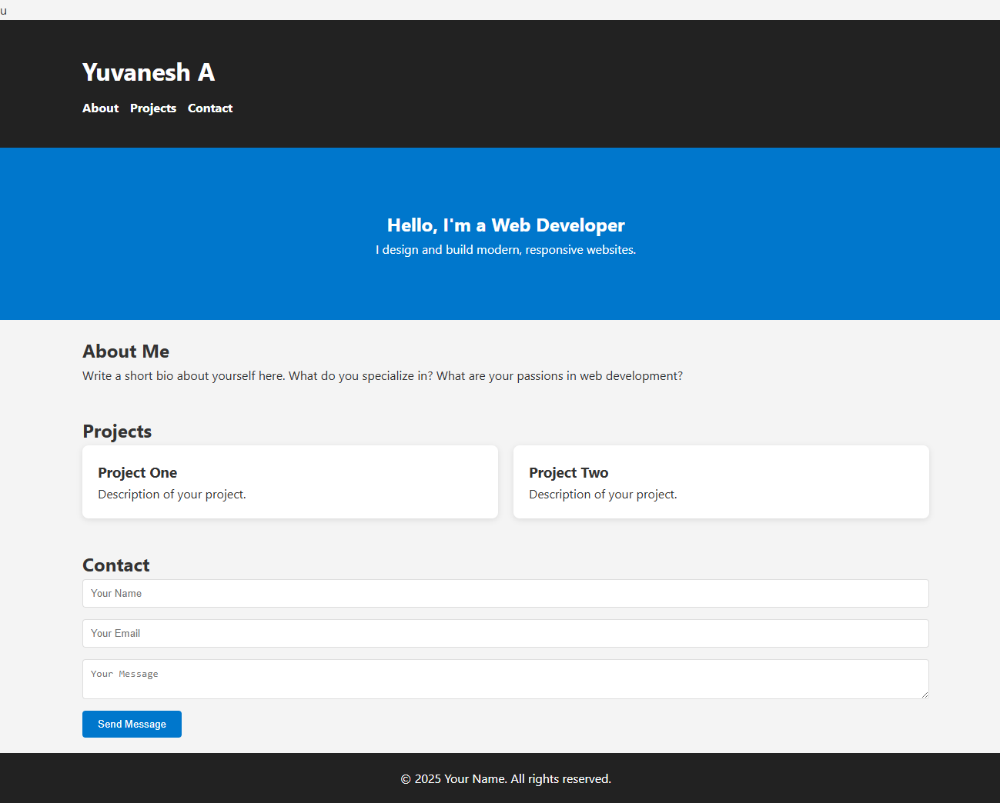 u
Yuvanesh A
About Projects Contact
Hello, I'm a Web Developer
I design and build modern, responsive websites.
About Me
Write a short bio about yourself here. What do you specialize in? What are your passions in web development?
Projects
Project One
Description of your project.
Project Two
Description of your project.
Contact
Your Name
Your Email
Your Message
Send Message
© 2025 Your Name. All rights reserved.